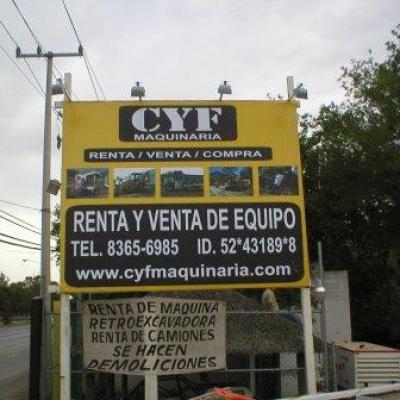 CYF
MAQUINARIA
RENTA / VENTA / COMPRA
RENTA Y VENTA DE EQUIPO
TEL. 8365-6985 ID. 52*43189*8
www.cyfmaquinaria.com
RENTA DE MAQUINA
RETROEXCAVADORA
RENTA DE CAMIONES
SE HACEN
DEMOLICIONES